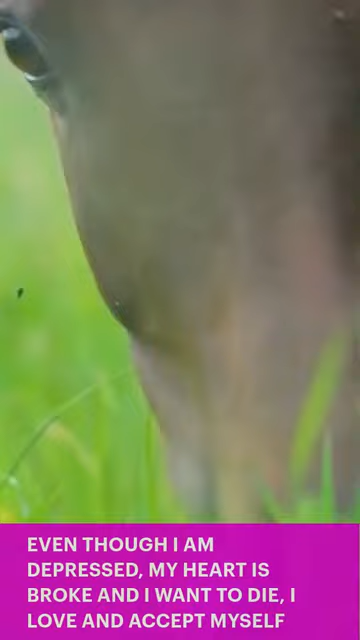 EVEN THOUGH I AM
DEPRESSED, MY HEART IS
BROKE AND I WANT TO DIE, I
LOVE AND ACCEPT MYSELF